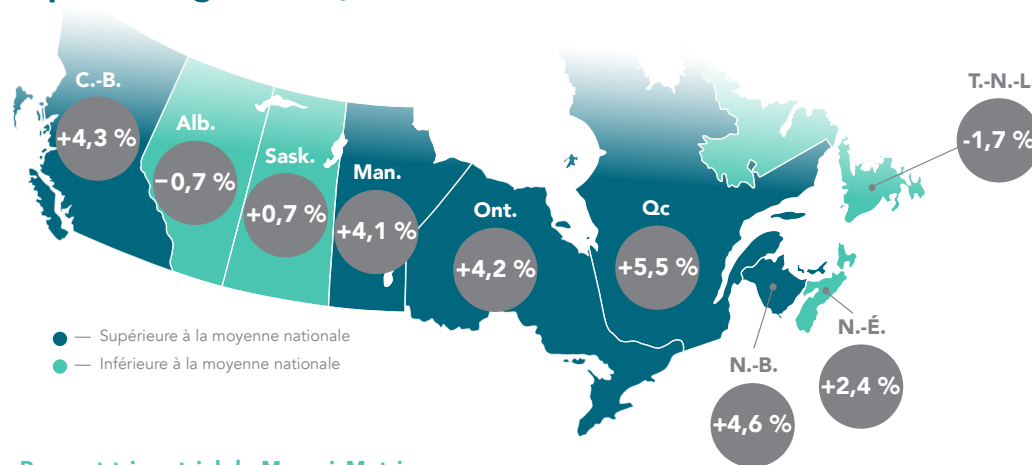 C.-B.
+4,3 %
Alb.
−0,7 %
Sask.
+0,7 %
Man.
+4,1 %
Ont.
+4,2 %
Qc
+5,5 %
T.-N.-L
-1,7 %
N.-B.
+4,6 %
N.-É.
+2,4 %
— Supérieure à la moyenne nationale
— Inférieure à la moyenne nationale